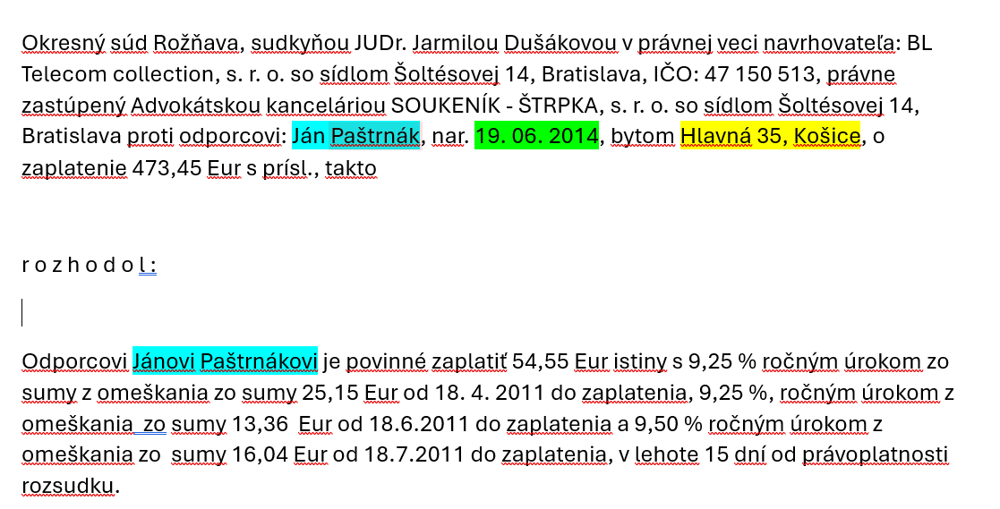 Okresný súd Rožňava, sudkyňou JUDr. Jarmilou Dušákovou v právnej veci navrhovateľa: BL
Telecom collection, s. r. o. so sídlom Šoltésovej 14, Bratislava, IČO: 47 150 513, právne
zastúpený Advokátskou kanceláriou SOUKENÍK - ŠTRPKA, s. r. o. so sídlom Šoltésovej 14,
Bratislava proti odporcovi: Ján Paštrnák, nar. 19. 06. 2014, bytom Hlavná 35, Košice, o
zaplatenie 473,45 Eur s prísl., takto
r o z h o d o l :
Odporcovi Jánovi Paštrnákovi je povinné zaplatiť 54,55 Eur istiny s 9,25 % ročným úrokom zo
sumy z omeškania zo sumy 25,15 Eur od 18. 4. 2011 do zaplatenia, 9,25 %, ročným úrokom z
omeškania zo sumy 13,36 Eur od 18.6.2011 do zaplatenia a 9,50 % ročným úrokom z
omeškania zo sumy 16,04 Eur od 18.7.2011 do zaplatenia, v lehote 15 dní od právoplatnosti
rozsudku.